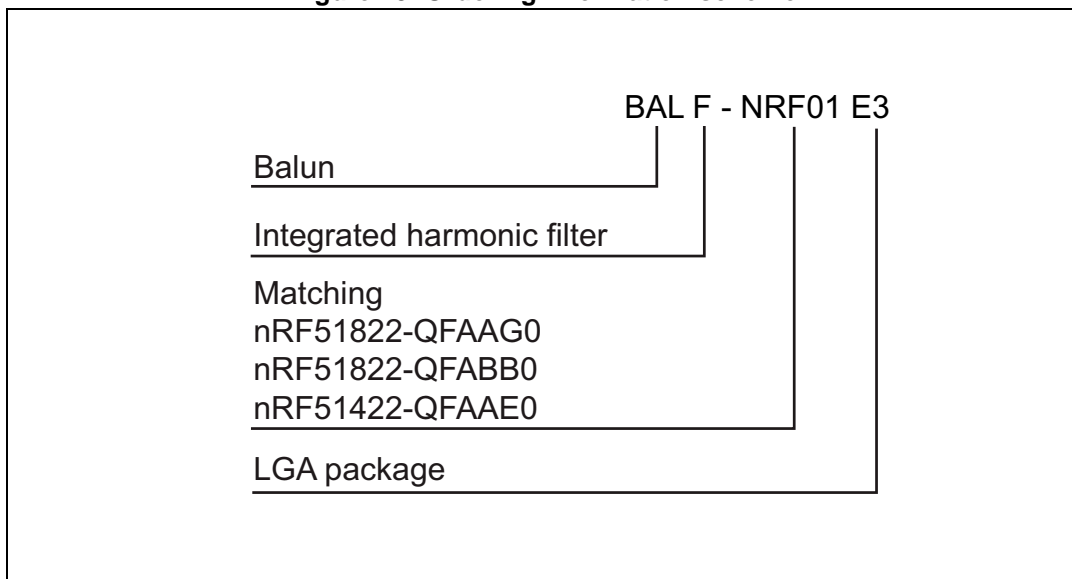 BAL F - NRF01 E3
Balun
Integrated harmonic filter
Matching
nRF51822-QFAAG0
nRF51822-QFABB0
nRF51422-QFAAE0
LGA package